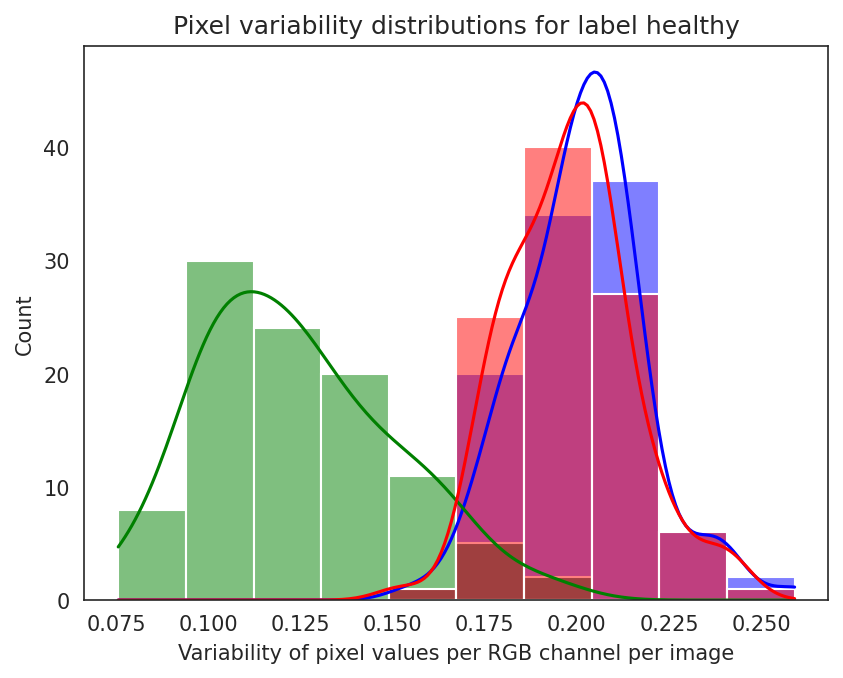 Pixel variability distributions for label healthy
Count
40
30
20
10
0
0.075 0.100 0.125 0.150 0.175 0.200 0.225 0.250
Variability of pixel values per RGB channel per image